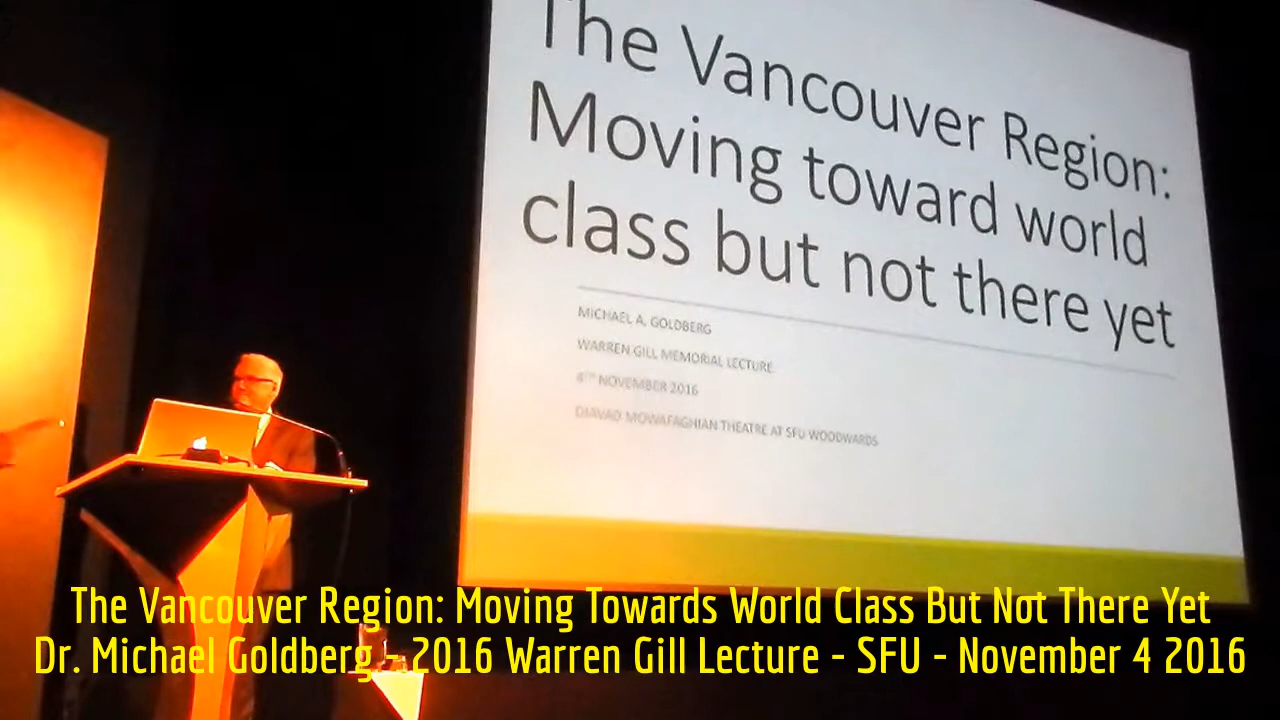 The Vancouver Region:
Moving toward world
class but not there yet
MICHAEL A. GOLDBERG
WARREN GILL MEMORIAL LECTURE
4TH NOVEMBER 2016
DJAVAD MOWAFAGHIAN THEATRE AT SFU WOODWARDS
The Vancouver Region: Moving Towards World Class But Not There Yet
Dr. Michael Goldberg - 2016 Warren Gill Lecture - SFU - November 4 2016